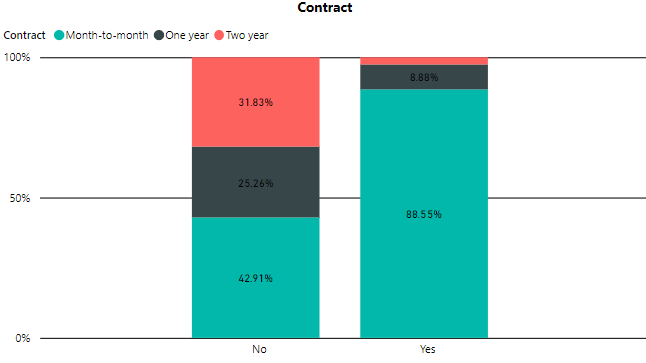 Contract
Contract Month-to-month One year Two year
100%
31.83%
8.88%
25.26%
50%
88.55%
42.91%
0%
No Yes